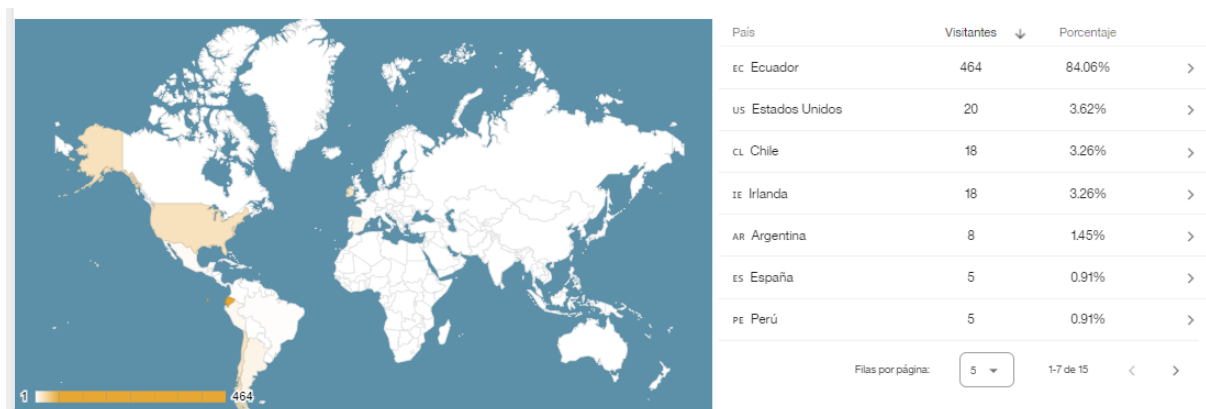 País Visitantes Porcentaje
EC Ecuador 464 84.06%
US Estados Unidos 20 3.62%
CL Chile 18 3.26%
IE Irlanda 18 3.26%
AR Argentina 8 1.45%
ES España 5 0.91%
PE Perú 5 0.91%
Filas por página: 5 1-7 de 15
1 464